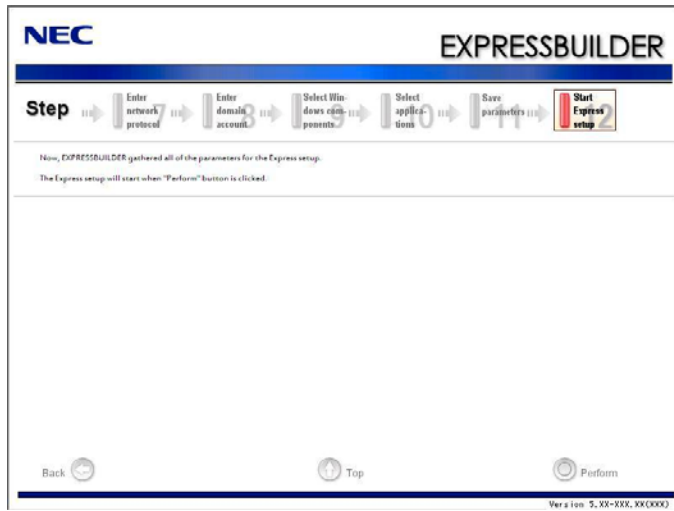 NEC
EXPRESSBUILDER
Step
Enter
network
protocol
7
Enter
domain
account
8
Select Win-
dows com-
ponents
9
Select
applica-
tions
10
Save
parameters
11
Start
Express
setup
12
Now, EXPRESSBUILDER gathered all of the parameters for the Express setup.
The Express setup will start when "Perform" button is clicked.
Back
Top
Perform
Version 5.XX-XXX.XX(XXX)